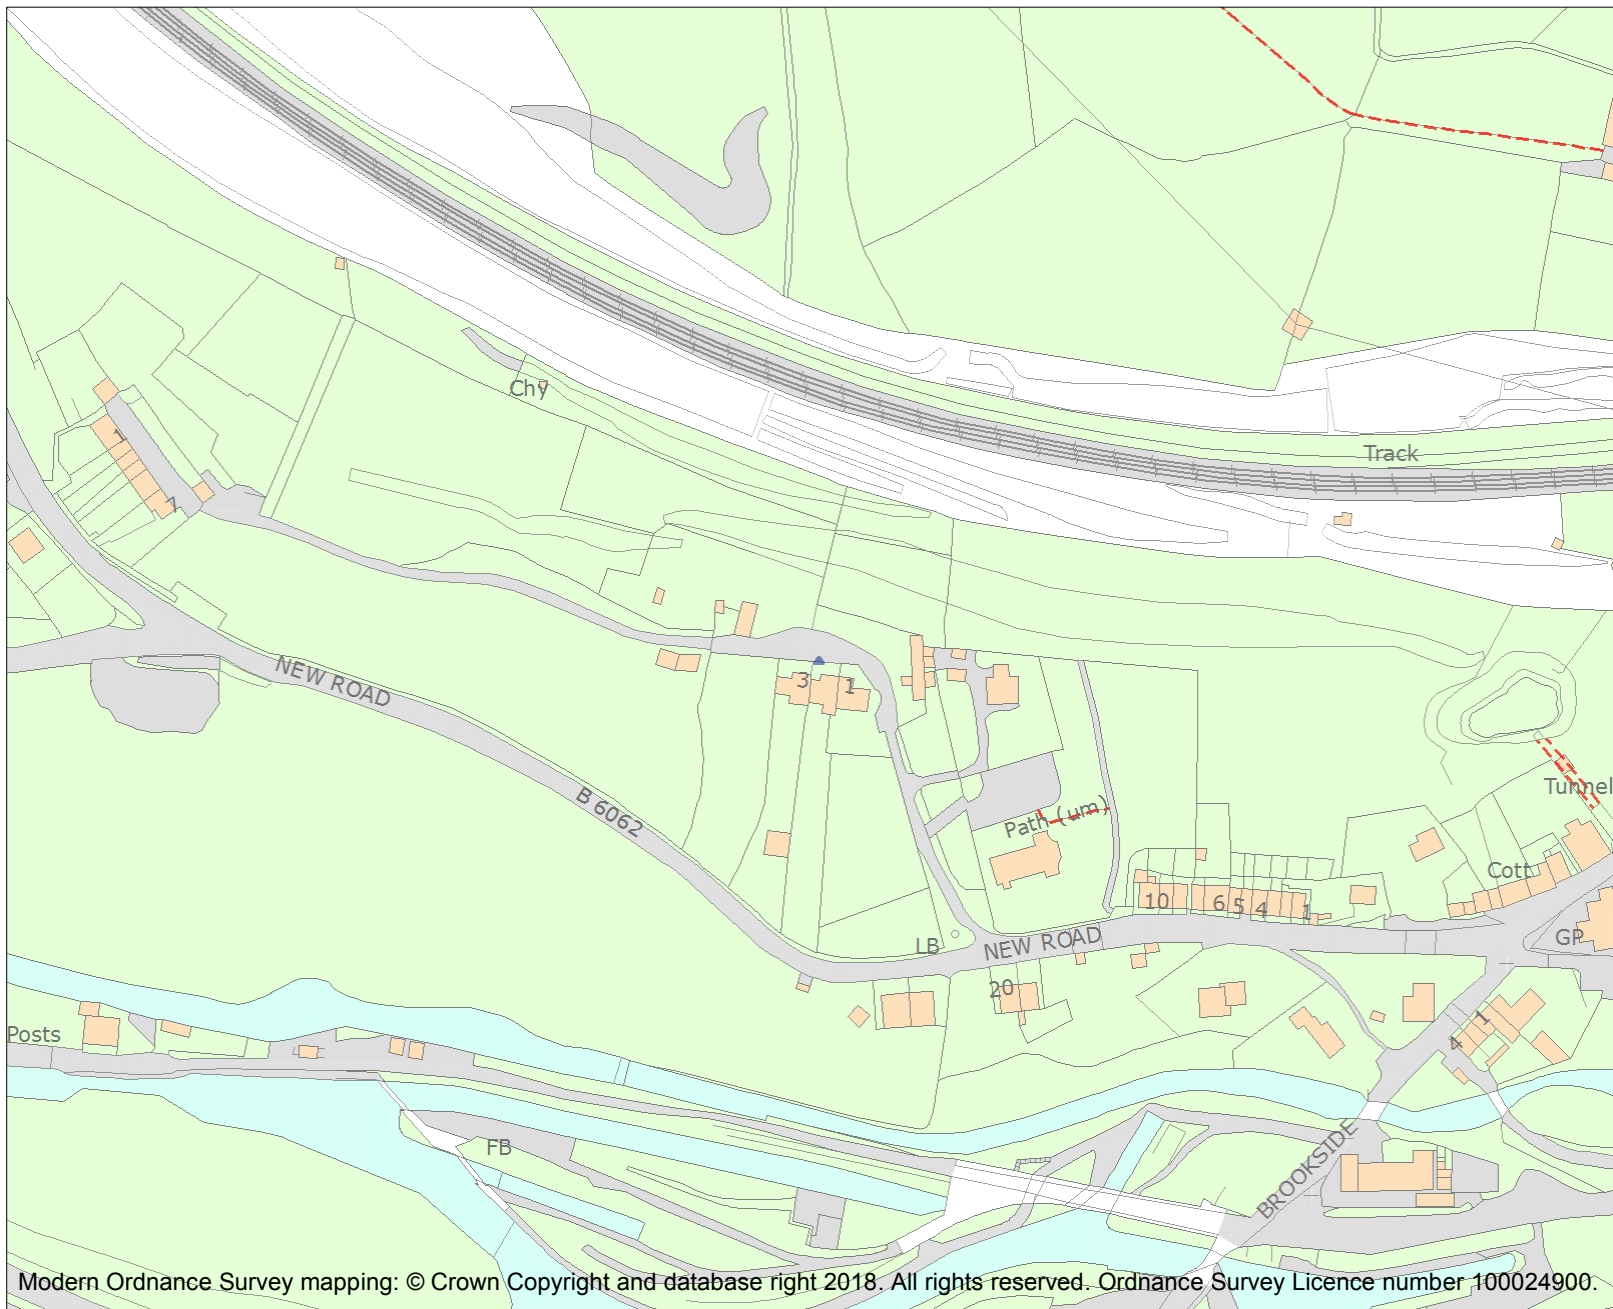 Chy
Track
1
7
NEW ROAD
3
1
B 6062
Path (um)
Tunnel
Cott
10
6
5
4
1
LB
NEW ROAD
GP
20
Posts
1
4
FB
BROOKSIDE
Modern Ordnance Survey mapping: © Crown Copyright and database right 2018. All rights reserved. Ordnance Survey Licence number 100024900.